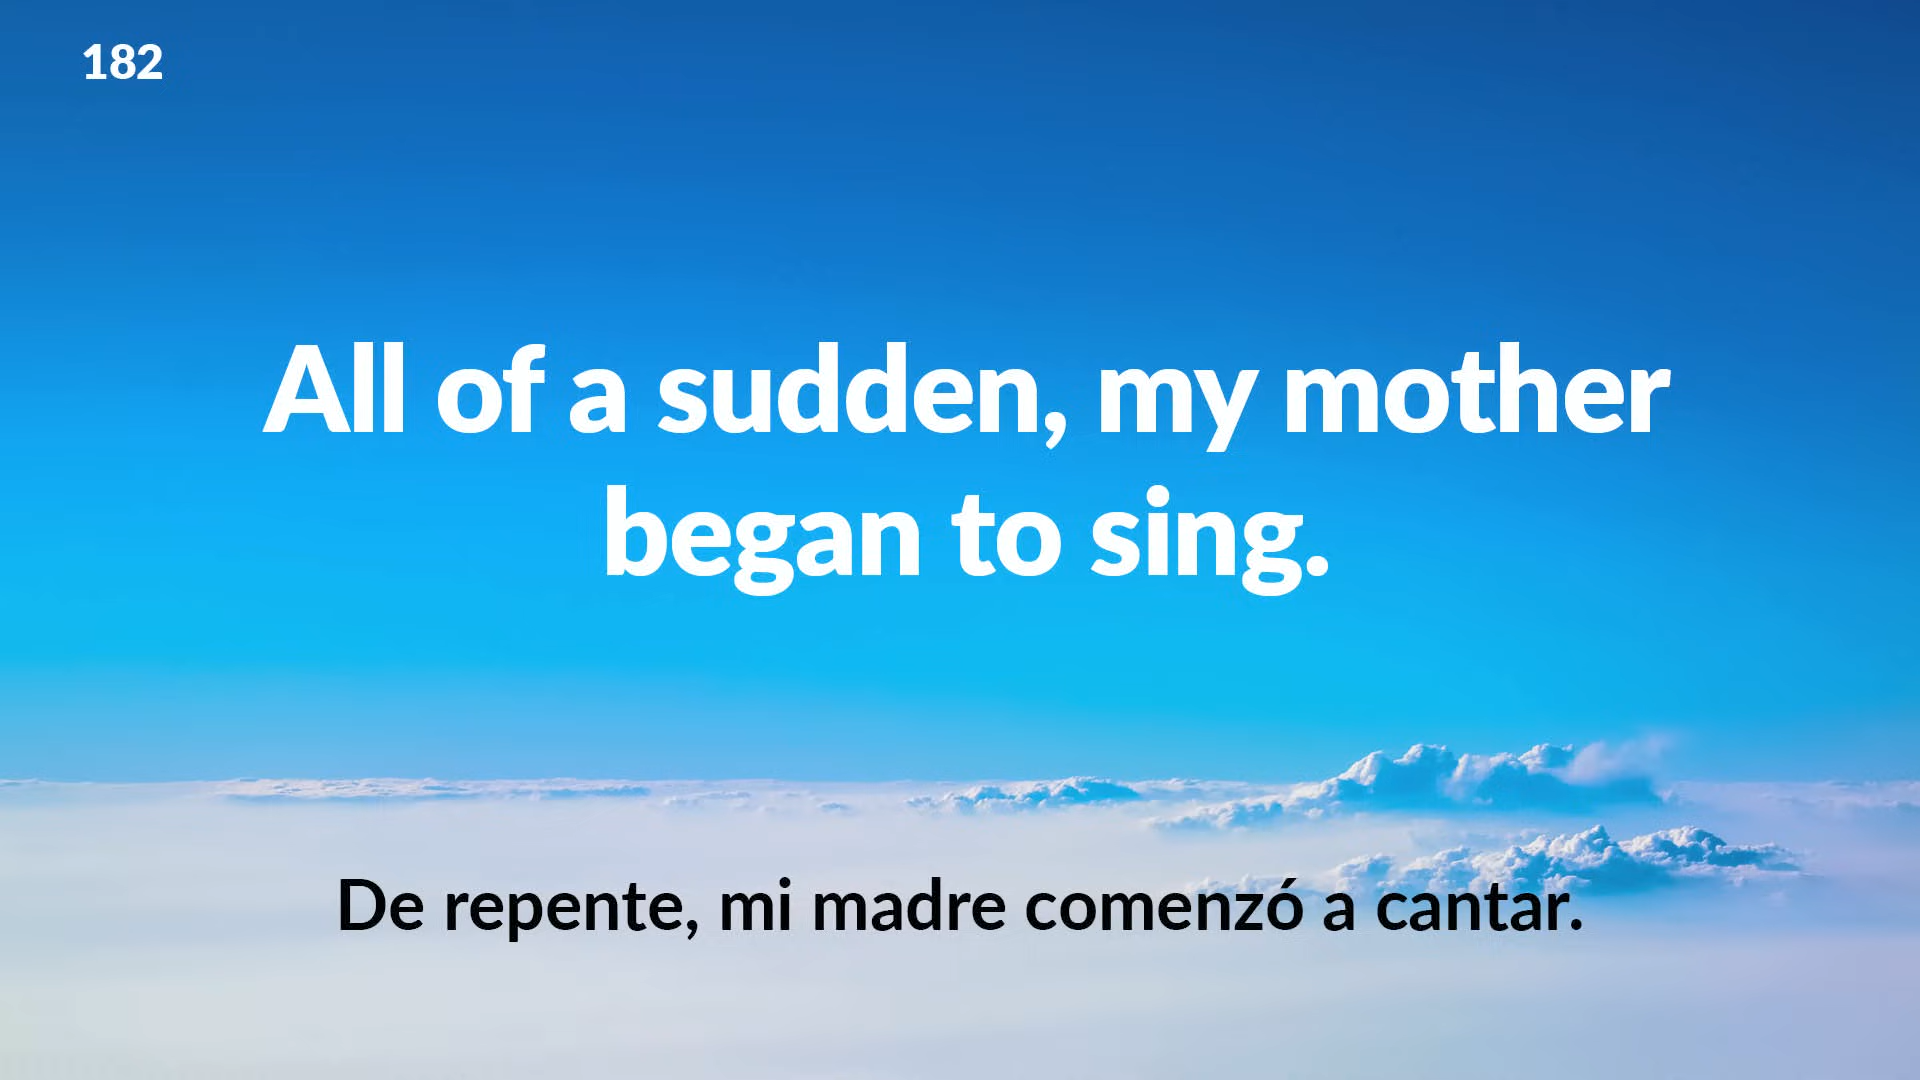 182
All of a sudden, my mother
began to sing.
De repente, mi madre comenzó a cantar.